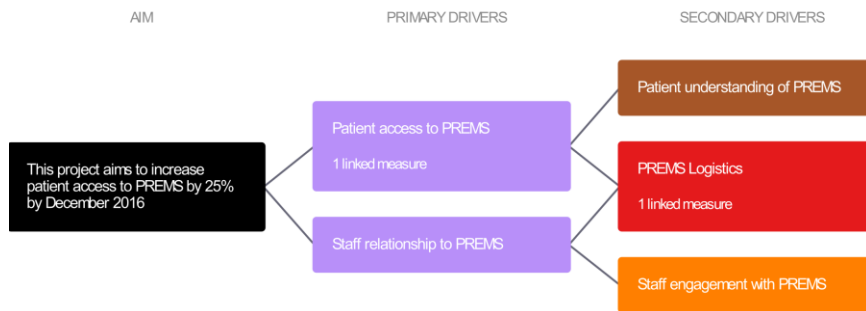 AIM
PRIMARY DRIVERS
SECONDARY DRIVERS
This project aims to increase
patient access to PREMS by 25%
by December 2016
Patient access to PREMS
1 linked measure
Staff relationship to PREMS
Patient understanding of PREMS
PREMS Logistics
1 linked measure
Staff engagement with PREMS